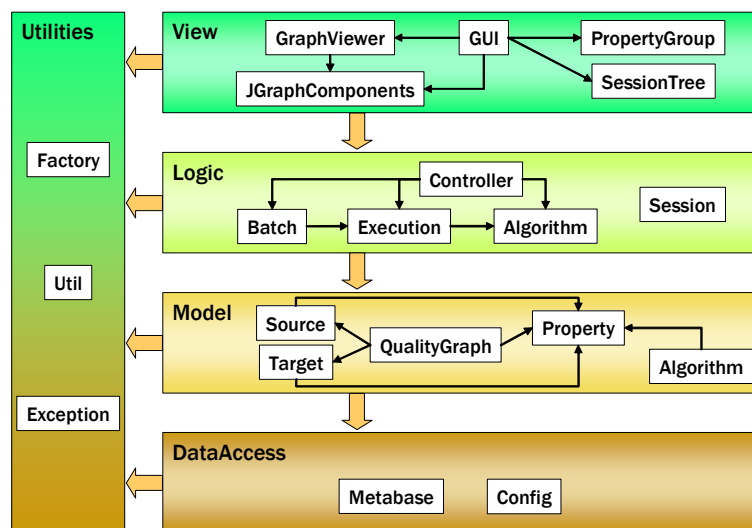 Utilities
Factory
Util
Exception
View
GraphViewer
GUI
PropertyGroup
JGraphComponents
SessionTree
Logic
Controller
Session
Batch
Execution
Algorithm
Model
Source
QualityGraph
Property
Target
Algorithm
DataAccess
Metabase
Config